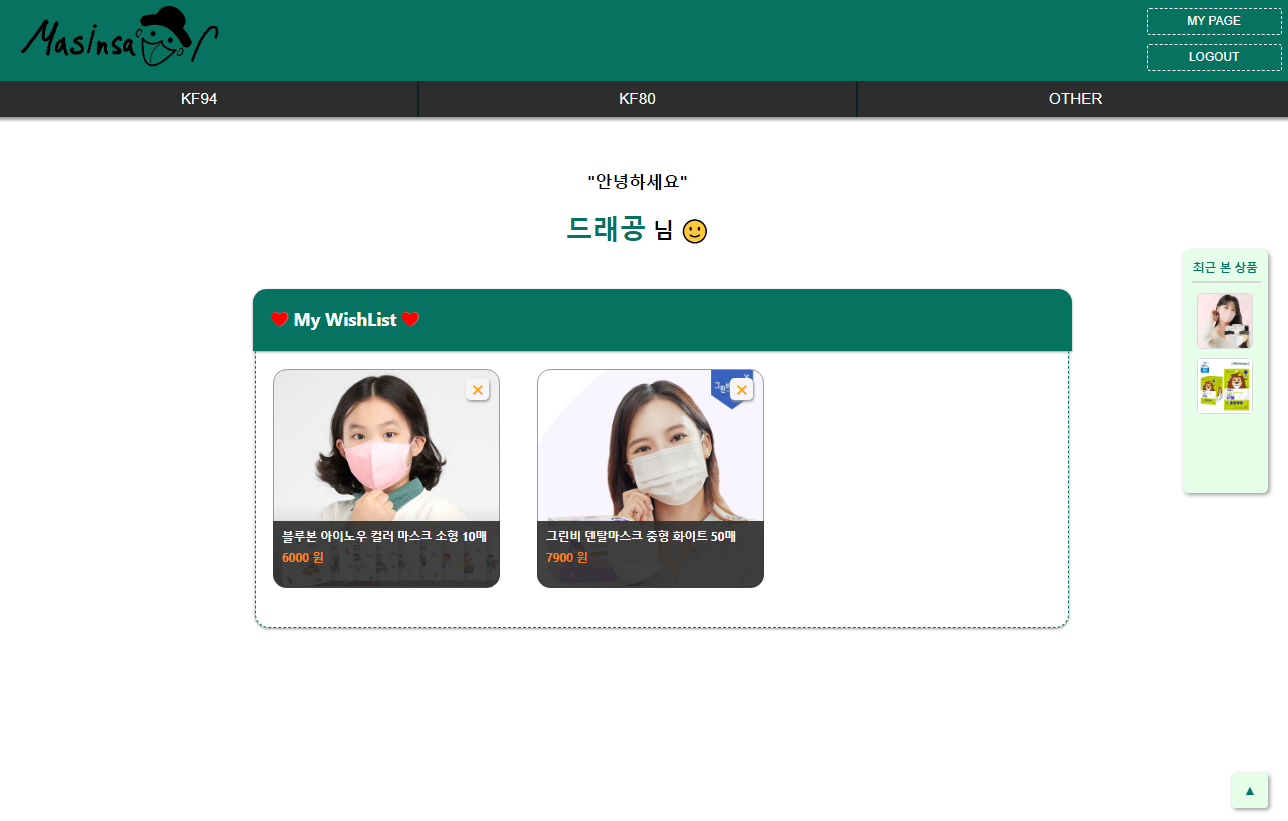 Masinsa
MY PAGE
LOGOUT
KF94
KF80
OTHER
"안녕하세요"
드래공 님
최근 본 상품
My WishList
그린비
블루본 아이노우 컬러 마스크 소형 10매
6000 원
그린비 덴탈마스크 중형 화이트 50매
7900 원
▲